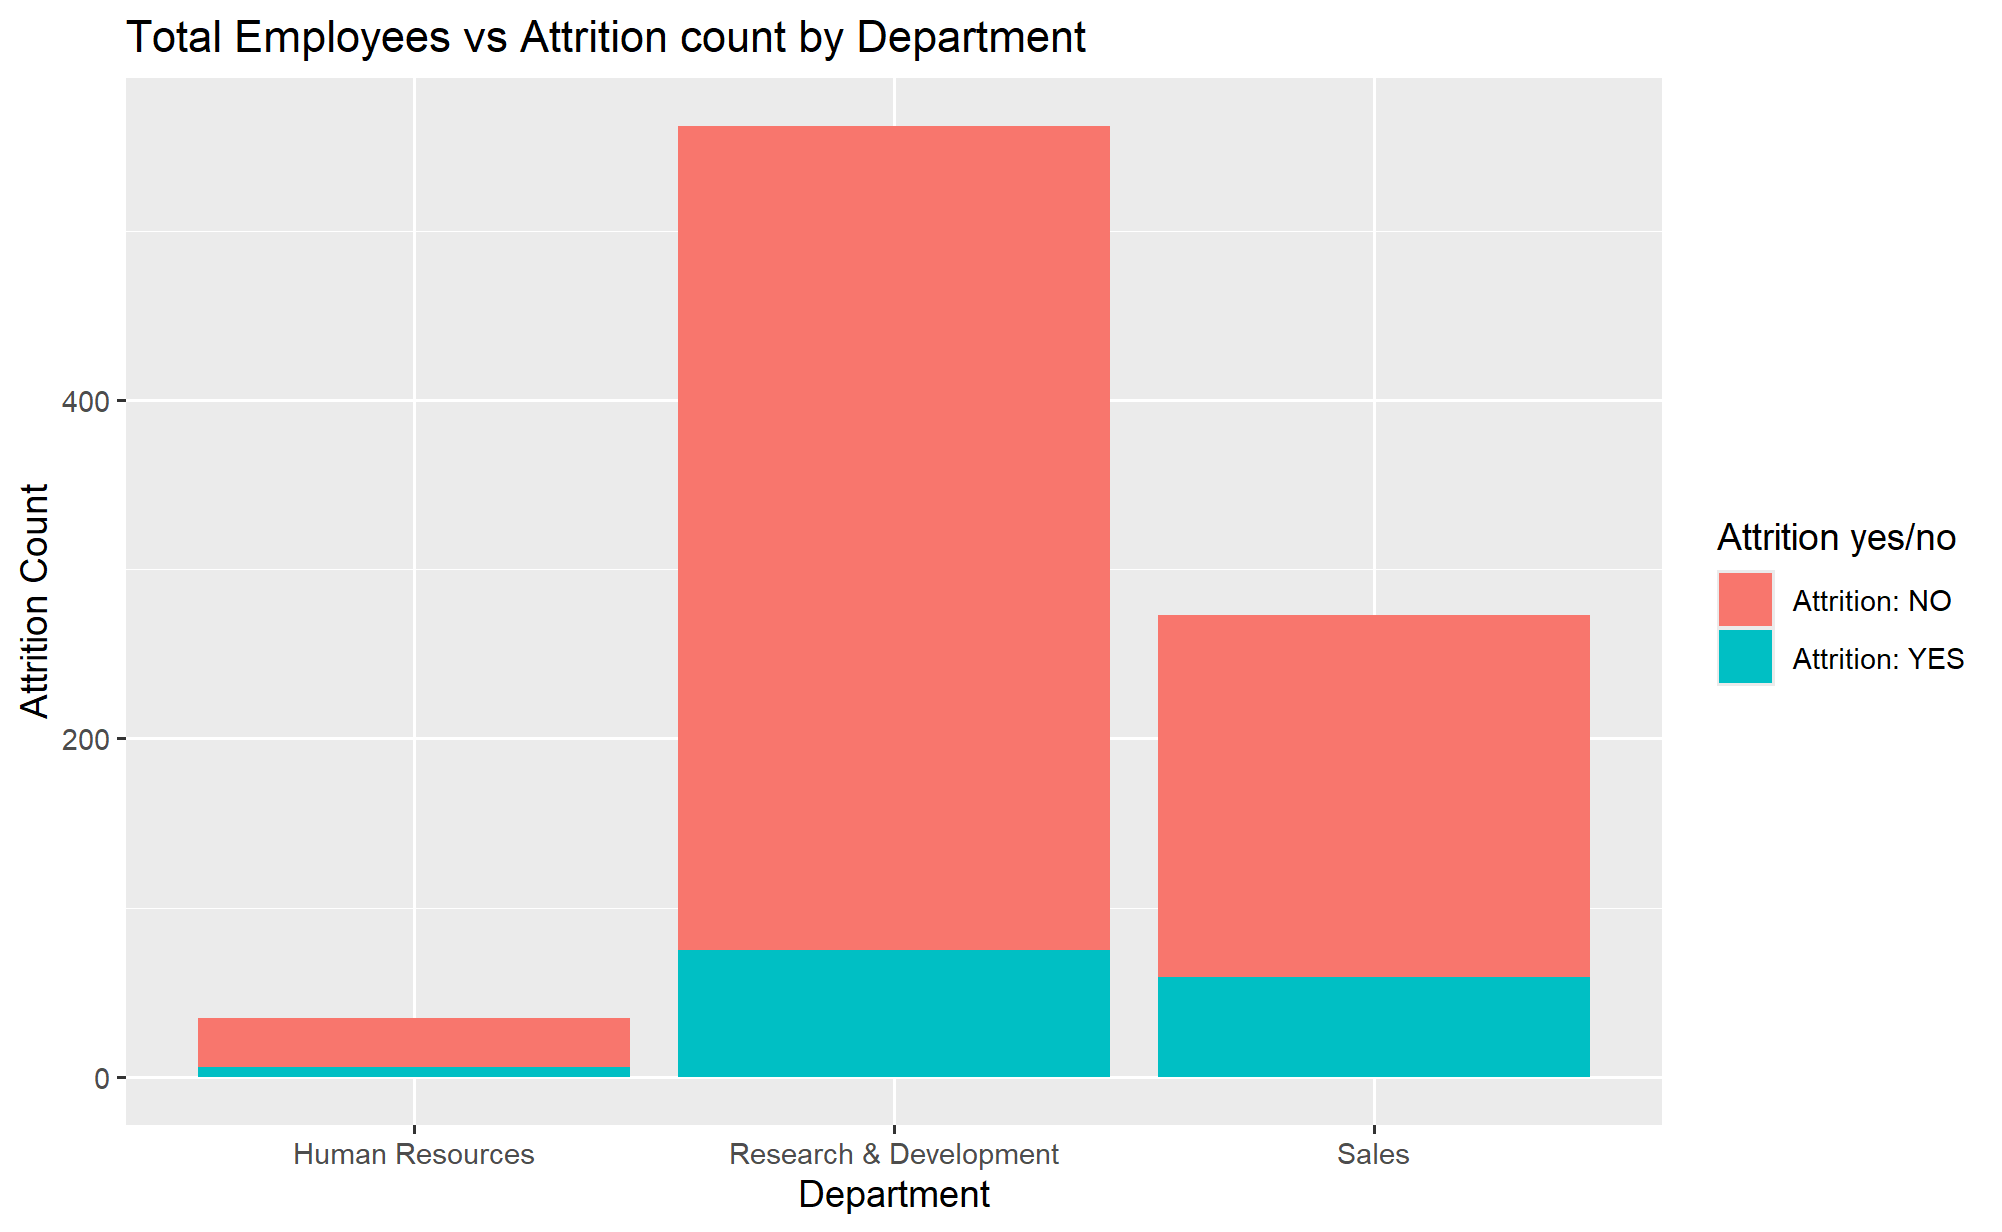 Total Employees vs Attrition count by Department
Attrition Count
400
200
0
Human Resources
Research & Development
Sales
Department
Attrition yes/no
Attrition: NO
Attrition: YES